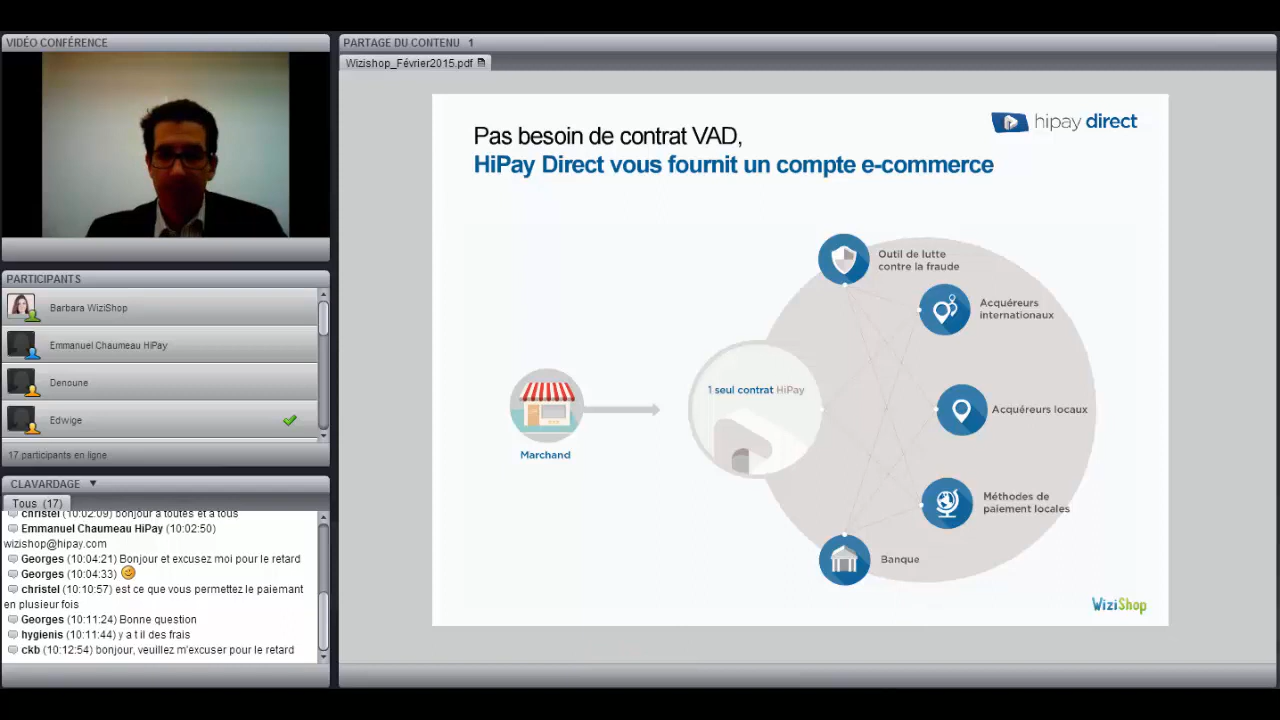 VIDÉO CONFÉRENCE
PARTICIPANTS
Barbara WiziShop
Emmanuel Chaumeau HiPay
Denoune
Edwige
17 participants en ligne
CLAVARDAGE
Tous (17)
christel (10:02:09) bonjour à toutes et à tous
Emmanuel Chaumeau HiPay (10:02:50)
wizishop@hipay.com
Georges (10:04:21) Bonjour et excusez moi pour le retard
Georges (10:04:33)
christel (10:10:57) est ce que vous permettez le paiemant
en plusieur fois
Georges (10:11:24) Bonne question
hygienis (10:11:44) y a t il des frais
ckb (10:12:54) bonjour, veuillez m'excuser pour le retard
PARTAGE DU CONTENU 1
Wizishop_Février2015.pdf
Pas besoin de contrat VAD,
HiPay Direct vous fournit un compte e-commerce
hipay direct
Outil de lutte
contre la fraude
Acquéreurs
internationaux
1 seul contrat HiPay
Acquéreurs locaux
Marchand
Méthodes de
paiement locales
Banque
WiziShop